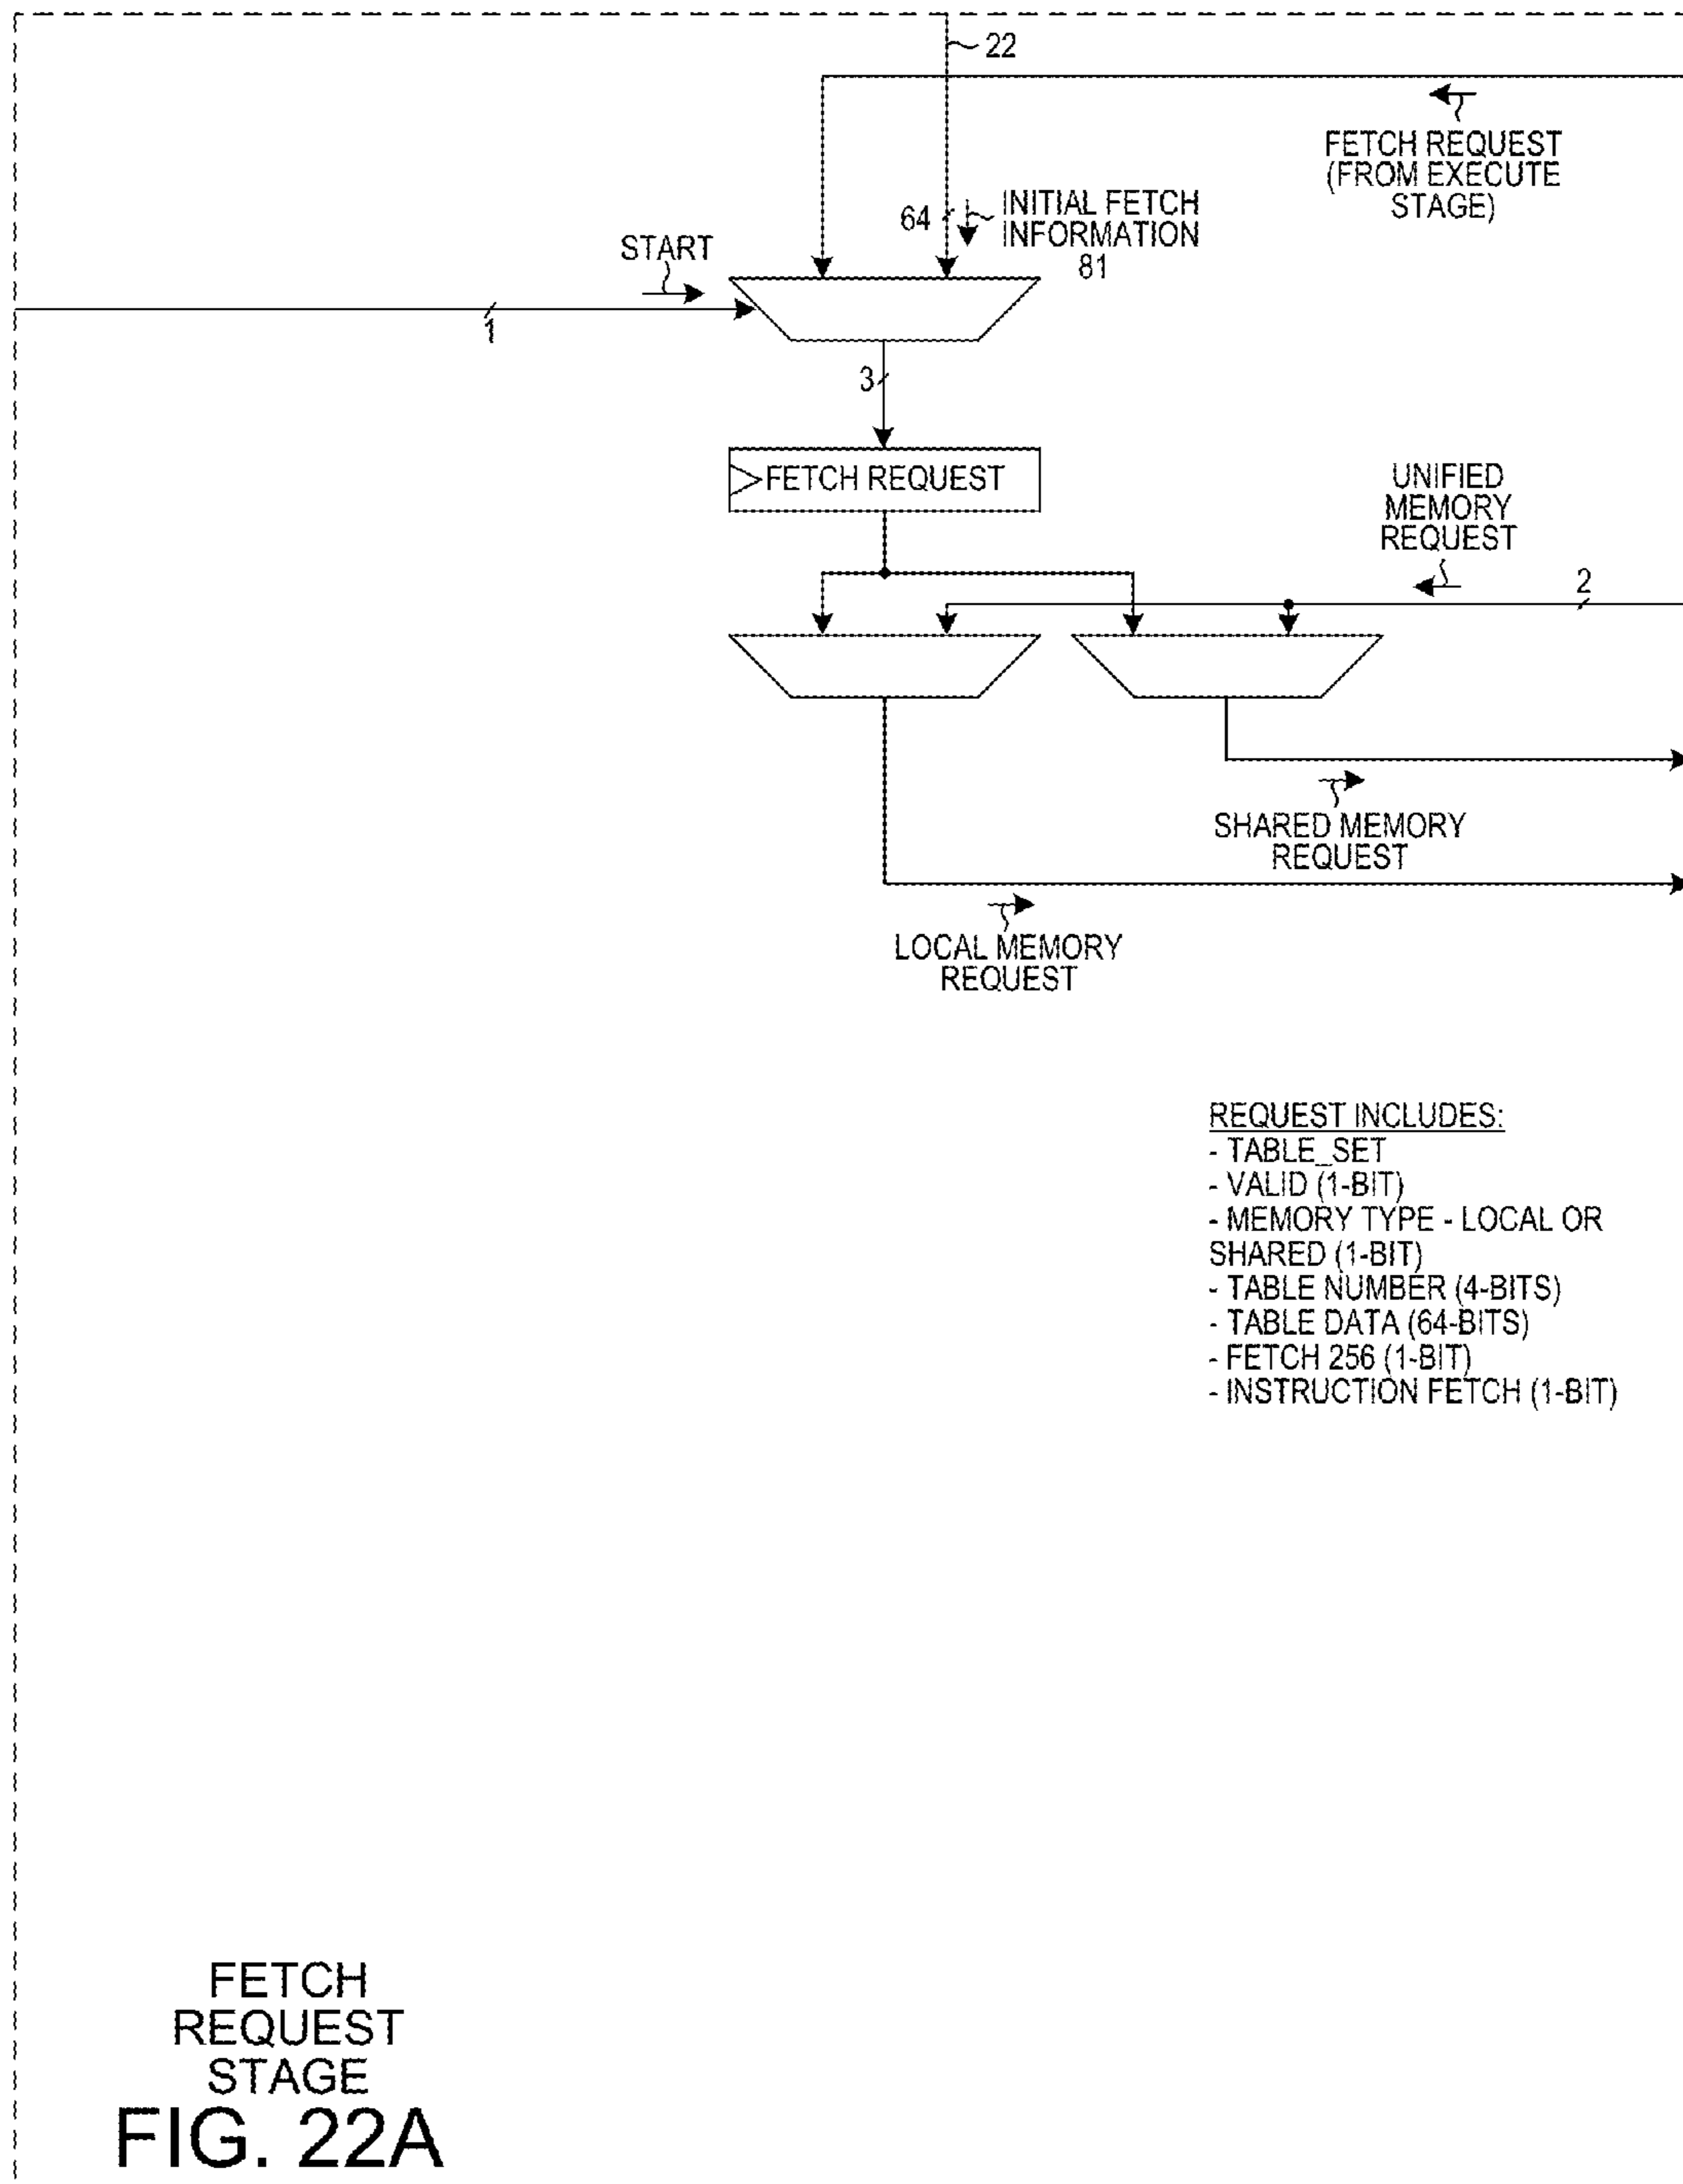 22
FETCH REQUEST
(FROM EXECUTE
STAGE)
64
INITIAL FETCH
INFORMATION
81
START
1
3
FETCH REQUEST
UNIFIED
MEMORY
REQUEST
2
SHARED MEMORY
REQUEST
LOCAL MEMORY
REQUEST
REQUEST INCLUDES:
- TABLE_SET
- VALID (1-BIT)
- MEMORY TYPE - LOCAL OR
SHARED (1-BIT)
- TABLE NUMBER (4-BITS)
- TABLE DATA (64-BITS)
- FETCH 256 (1-BIT)
- INSTRUCTION FETCH (1-BIT)
FETCH
REQUEST
STAGE
FIG. 22A